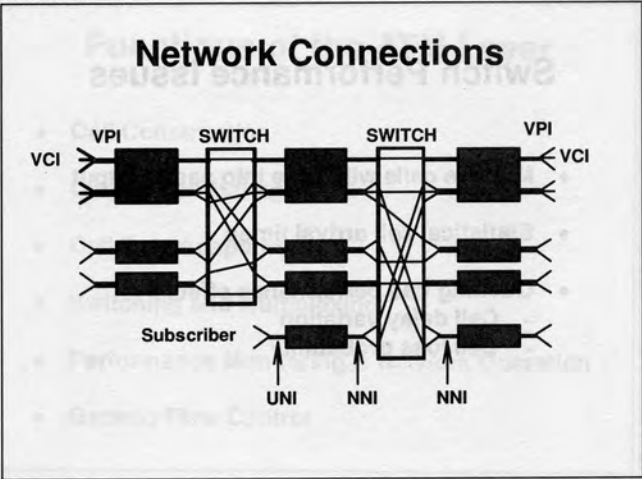 Network Connections
VPI SWITCH SWITCH VPI
VCI VCI
Subscriber
UNI NNI NNI